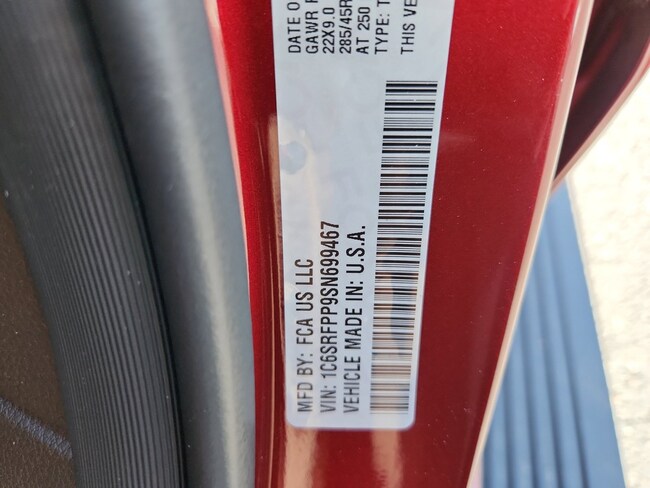 MFD BY: FCA US LLC
VIN: 1C6SRFPP9SN699467
VEHICLE MADE IN: U.S.A.
DATE O
GAWR
22X9.0
285/45R
AT 250
TYPE: T
THIS VE